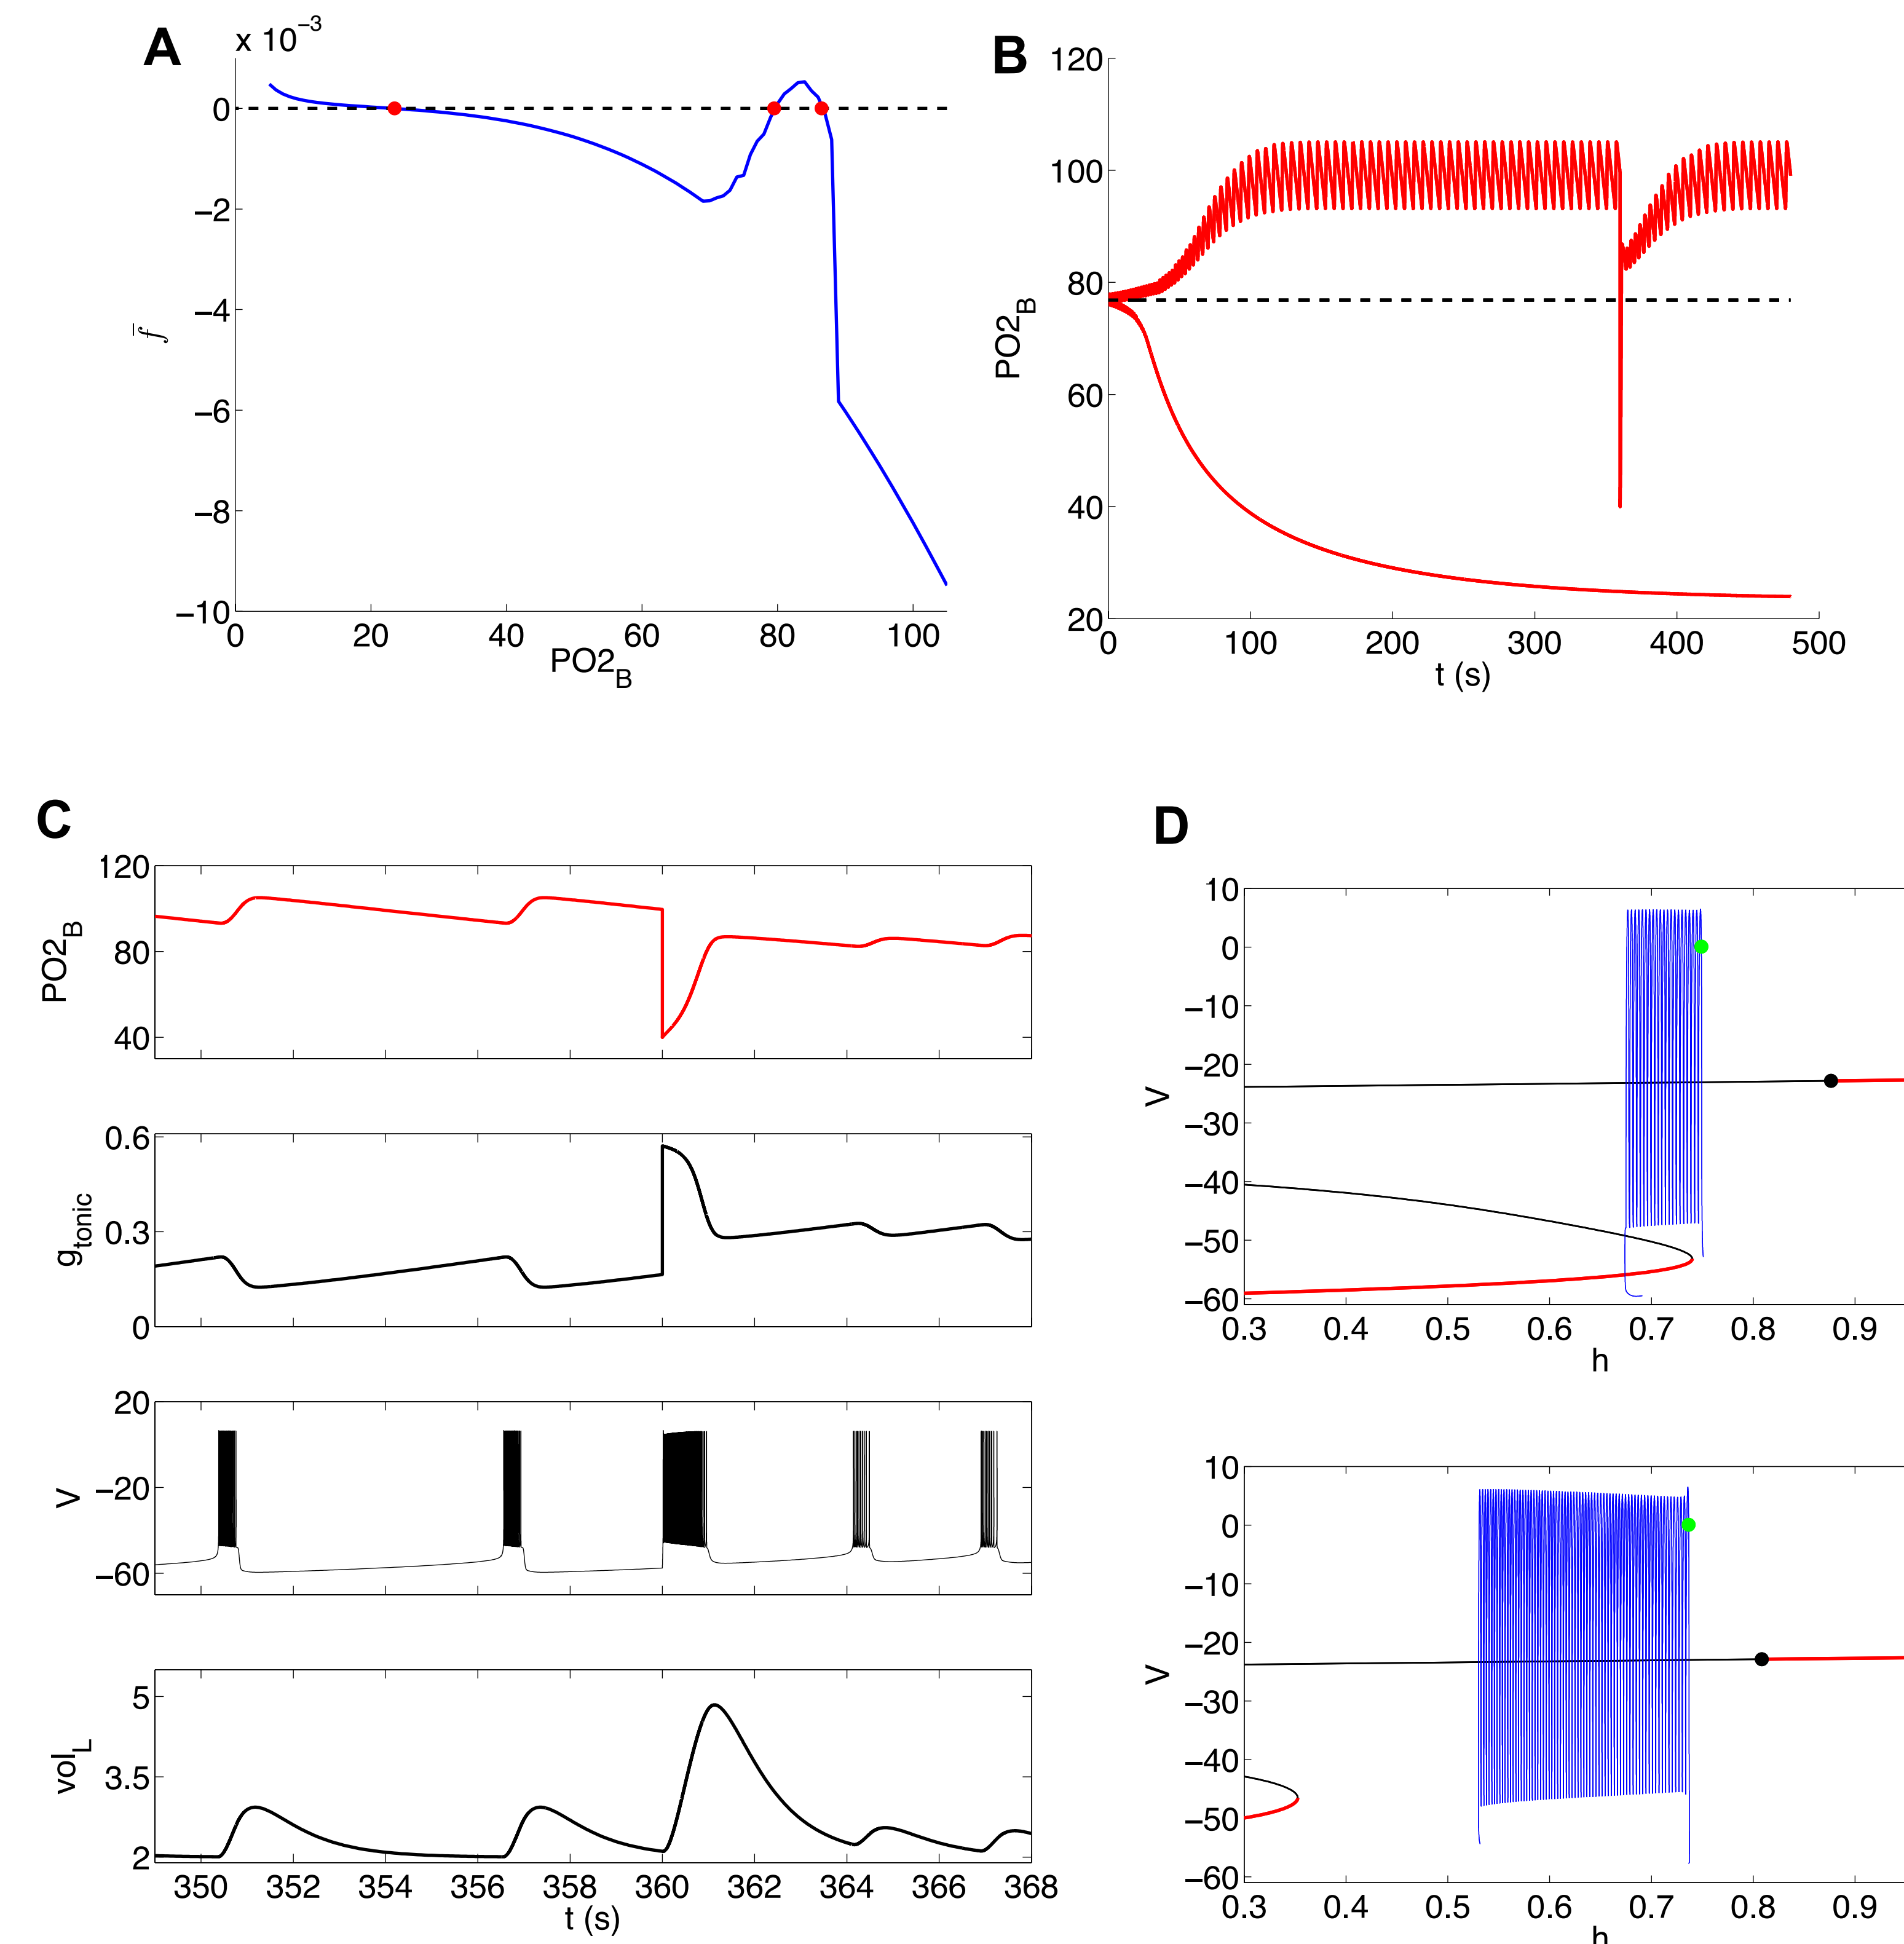 A
x 10^−3
0
−2
−4
−6
−8
−10
f̄
0 20 40 60 80 100
PO2_B
B
120
100
80
60
40
20
PO2_B
0 100 200 300 400 500
t (s)
C
120
80
40
PO2_B
0.6
0.3
0
g_tonic
20
−20
−60
V
5
3.5
2
vol_L
350 352 354 356 358 360 362 364 366 368
t (s)
D
10
0
−10
−20
−30
−40
−50
−60
V
0.3 0.4 0.5 0.6 0.7 0.8 0.9
h
10
0
−10
−20
−30
−40
−50
−60
V
0.3 0.4 0.5 0.6 0.7 0.8 0.9
h